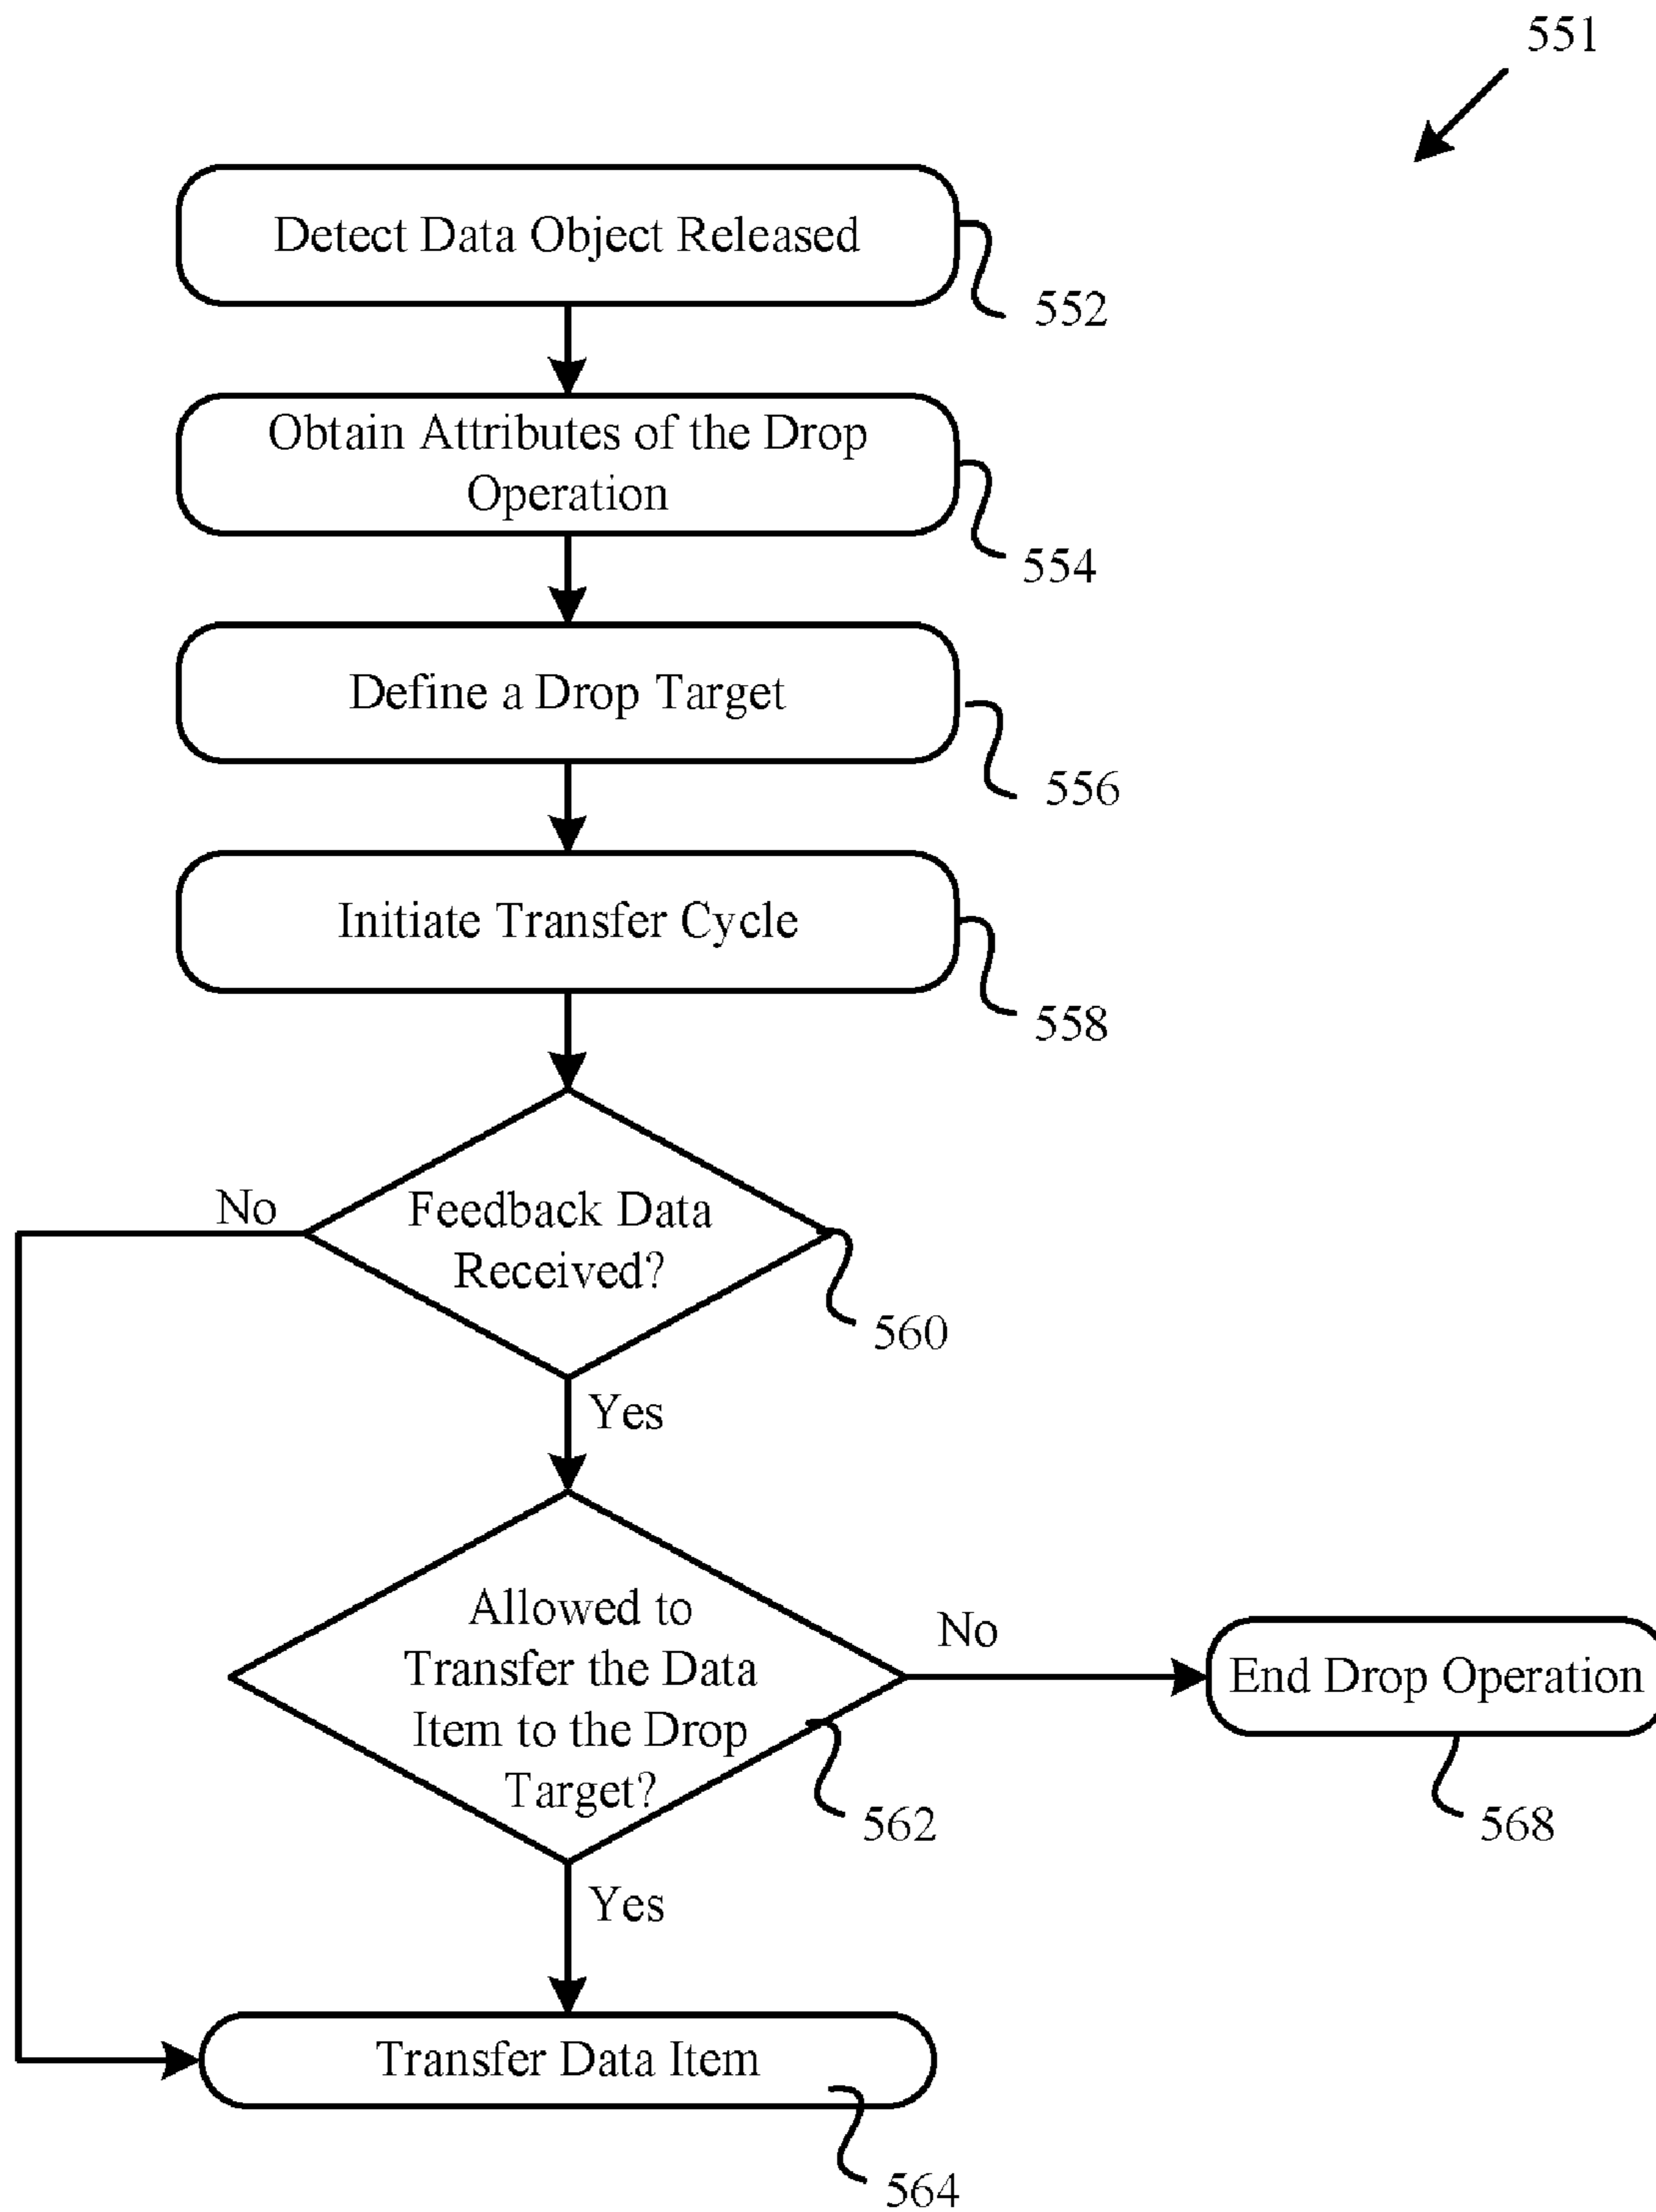 551
Detect Data Object Released
552
Obtain Attributes of the Drop
Operation
554
Define a Drop Target
556
Initiate Transfer Cycle
558
No
Feedback Data
Received?
560
Yes
Allowed to
Transfer the Data
Item to the Drop
Target?
562
No
End Drop Operation
568
Yes
Transfer Data Item
564